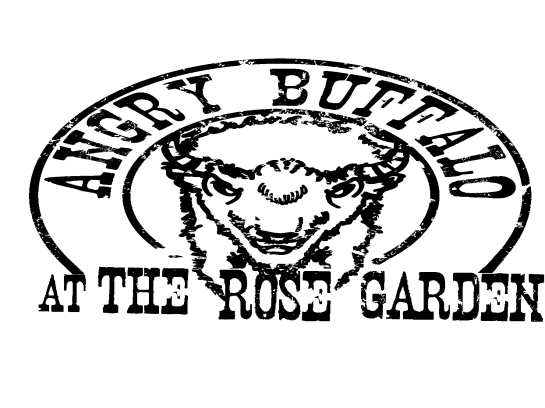 ANGRY BUFFALO
AT THE ROSE GARDEN